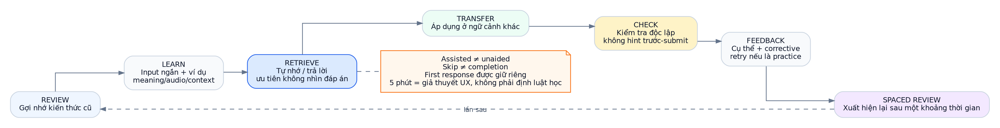 REVIEW
Gợi nhớ kiến thức cũ
LEARN
Input ngắn + ví dụ
meaning/audio/context
RETRIEVE
Tự nhớ / trả lời
ưu tiên không nhìn đáp án
TRANSFER
Áp dụng ở ngữ cảnh khác
Assisted ≠ unaided
Skip ≠ completion
First response được giữ riêng
5 phút = giả thuyết UX, không phải định luật học
CHECK
Kiểm tra độc lập
không hint trước-submit
FEEDBACK
Cụ thể + corrective
retry nếu là practice
SPACED REVIEW
Xuất hiện lại sau một khoảng thời gian
lần sau